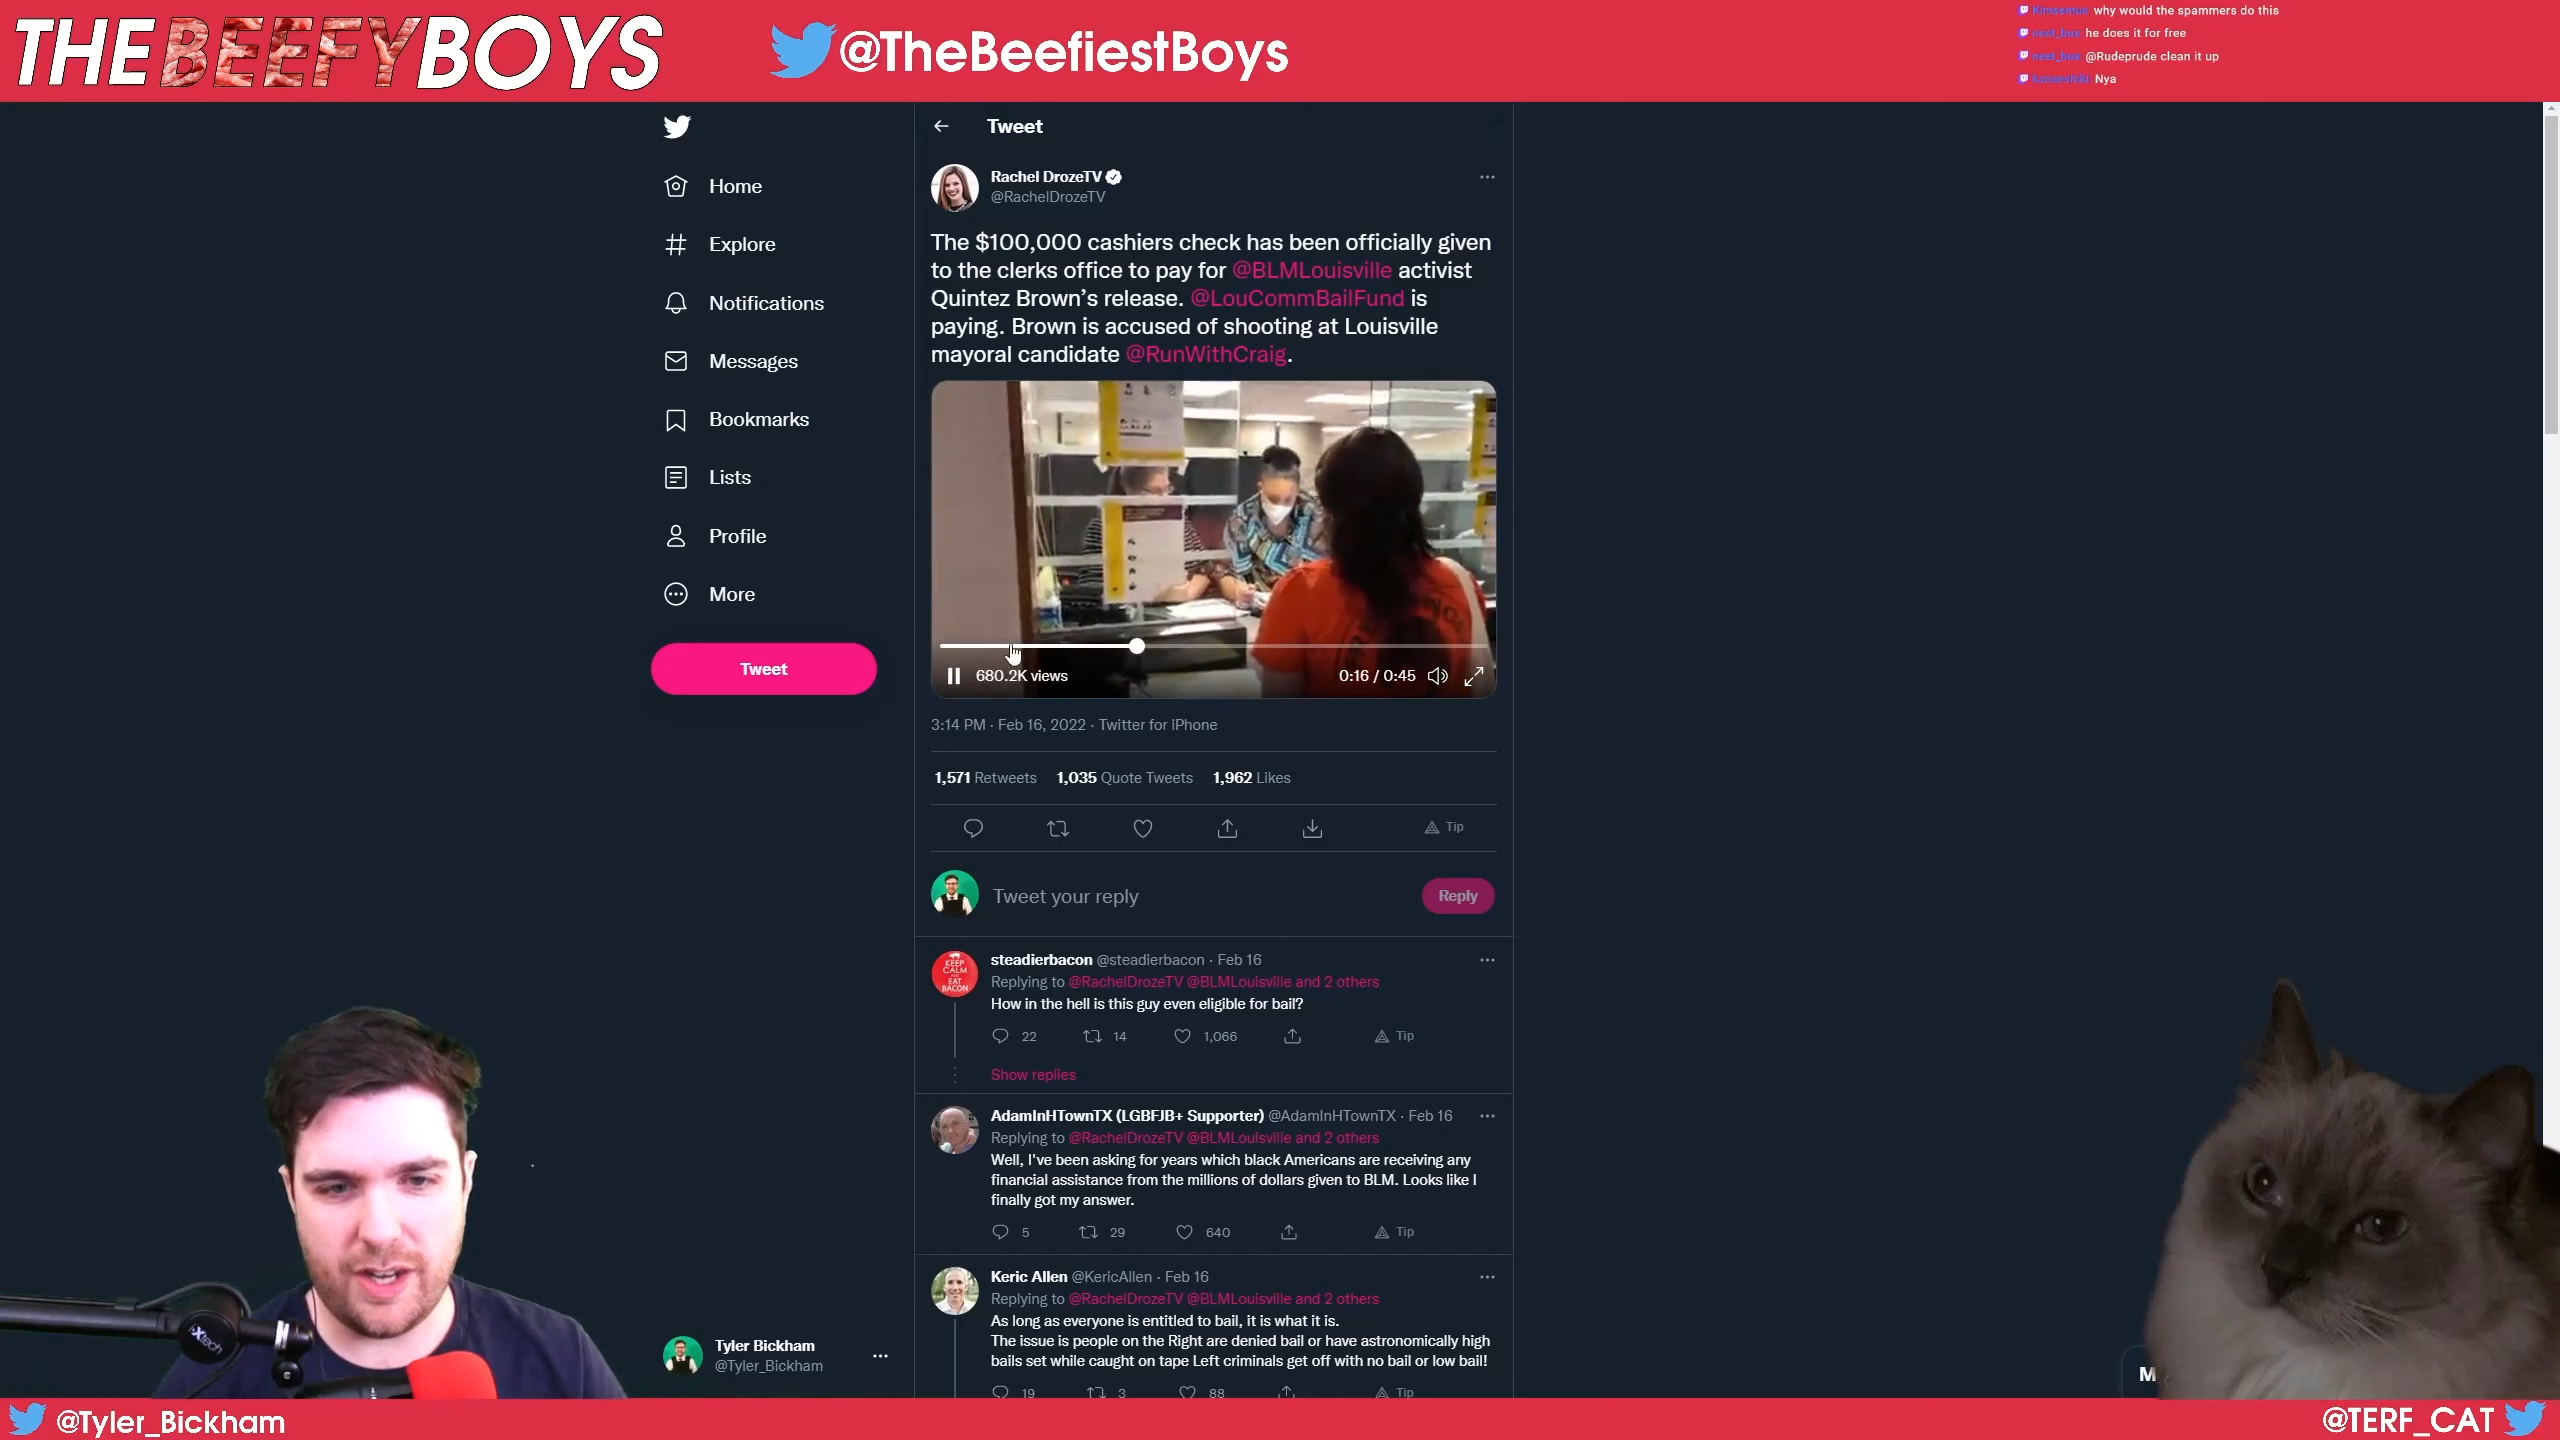 THEBEEFYBOYS
@TheBeefiestBoys
Kimsemus why would the spammers do this
neet_bux he does it for free
neet_bux @Rudeprude clean it up
Nya
Home
Explore
Notifications
Messages
Bookmarks
Lists
Profile
More
Tweet
Tyler Bickham
@Tyler_Bickham
Tweet
Rachel DrozeTV
@RachelDrozeTV
The $100,000 cashiers check has been officially given
to the clerks office to pay for @BLMLouisville activist
Quintez Brown’s release. @LouCommBailFund is
paying. Brown is accused of shooting at Louisville
mayoral candidate @RunWithCraig.
680.2K views
0:16 / 0:45
3:14 PM · Feb 16, 2022 · Twitter for iPhone
1,571 Retweets 1,035 Quote Tweets 1,962 Likes
Tip
Tweet your reply
Reply
KEEP
CALM
EAT
BACON
steadierbacon @steadierbacon · Feb 16
Replying to @RachelDrozeTV @BLMLouisville and 2 others
How in the hell is this guy even eligible for bail?
22 14 1,066 Tip
Show replies
AdamInHTownTX (LGBFJB+ Supporter) @AdamInHTownTX · Feb 16
Replying to @RachelDrozeTV @BLMLouisville and 2 others
Well, I've been asking for years which black Americans are receiving any
financial assistance from the millions of dollars given to BLM. Looks like I
finally got my answer.
5 29 640 Tip
Keric Allen @KericAllen · Feb 16
Replying to @RachelDrozeTV @BLMLouisville and 2 others
As long as everyone is entitled to bail, it is what it is.
The issue is people on the Right are denied bail or have astronomically high
bails set while caught on tape Left criminals get off with no bail or low bail!
19 3 88 Tip
M
@Tyler_Bickham
@TERF_CAT